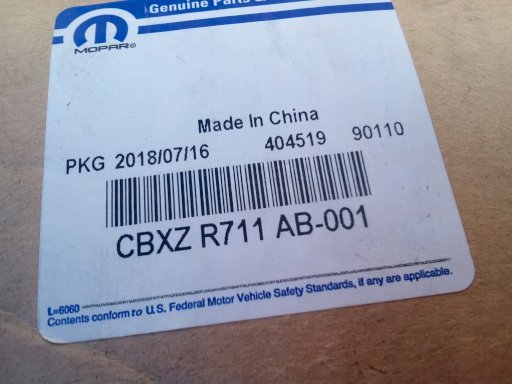 Genuine Parts
MOPAR®
Made In China
PKG 2018/07/16 404519 90110
CBXZ R711 AB-001
L=6060
Contents conform to U.S. Federal Motor Vehicle Safety Standards, if any are applicable.